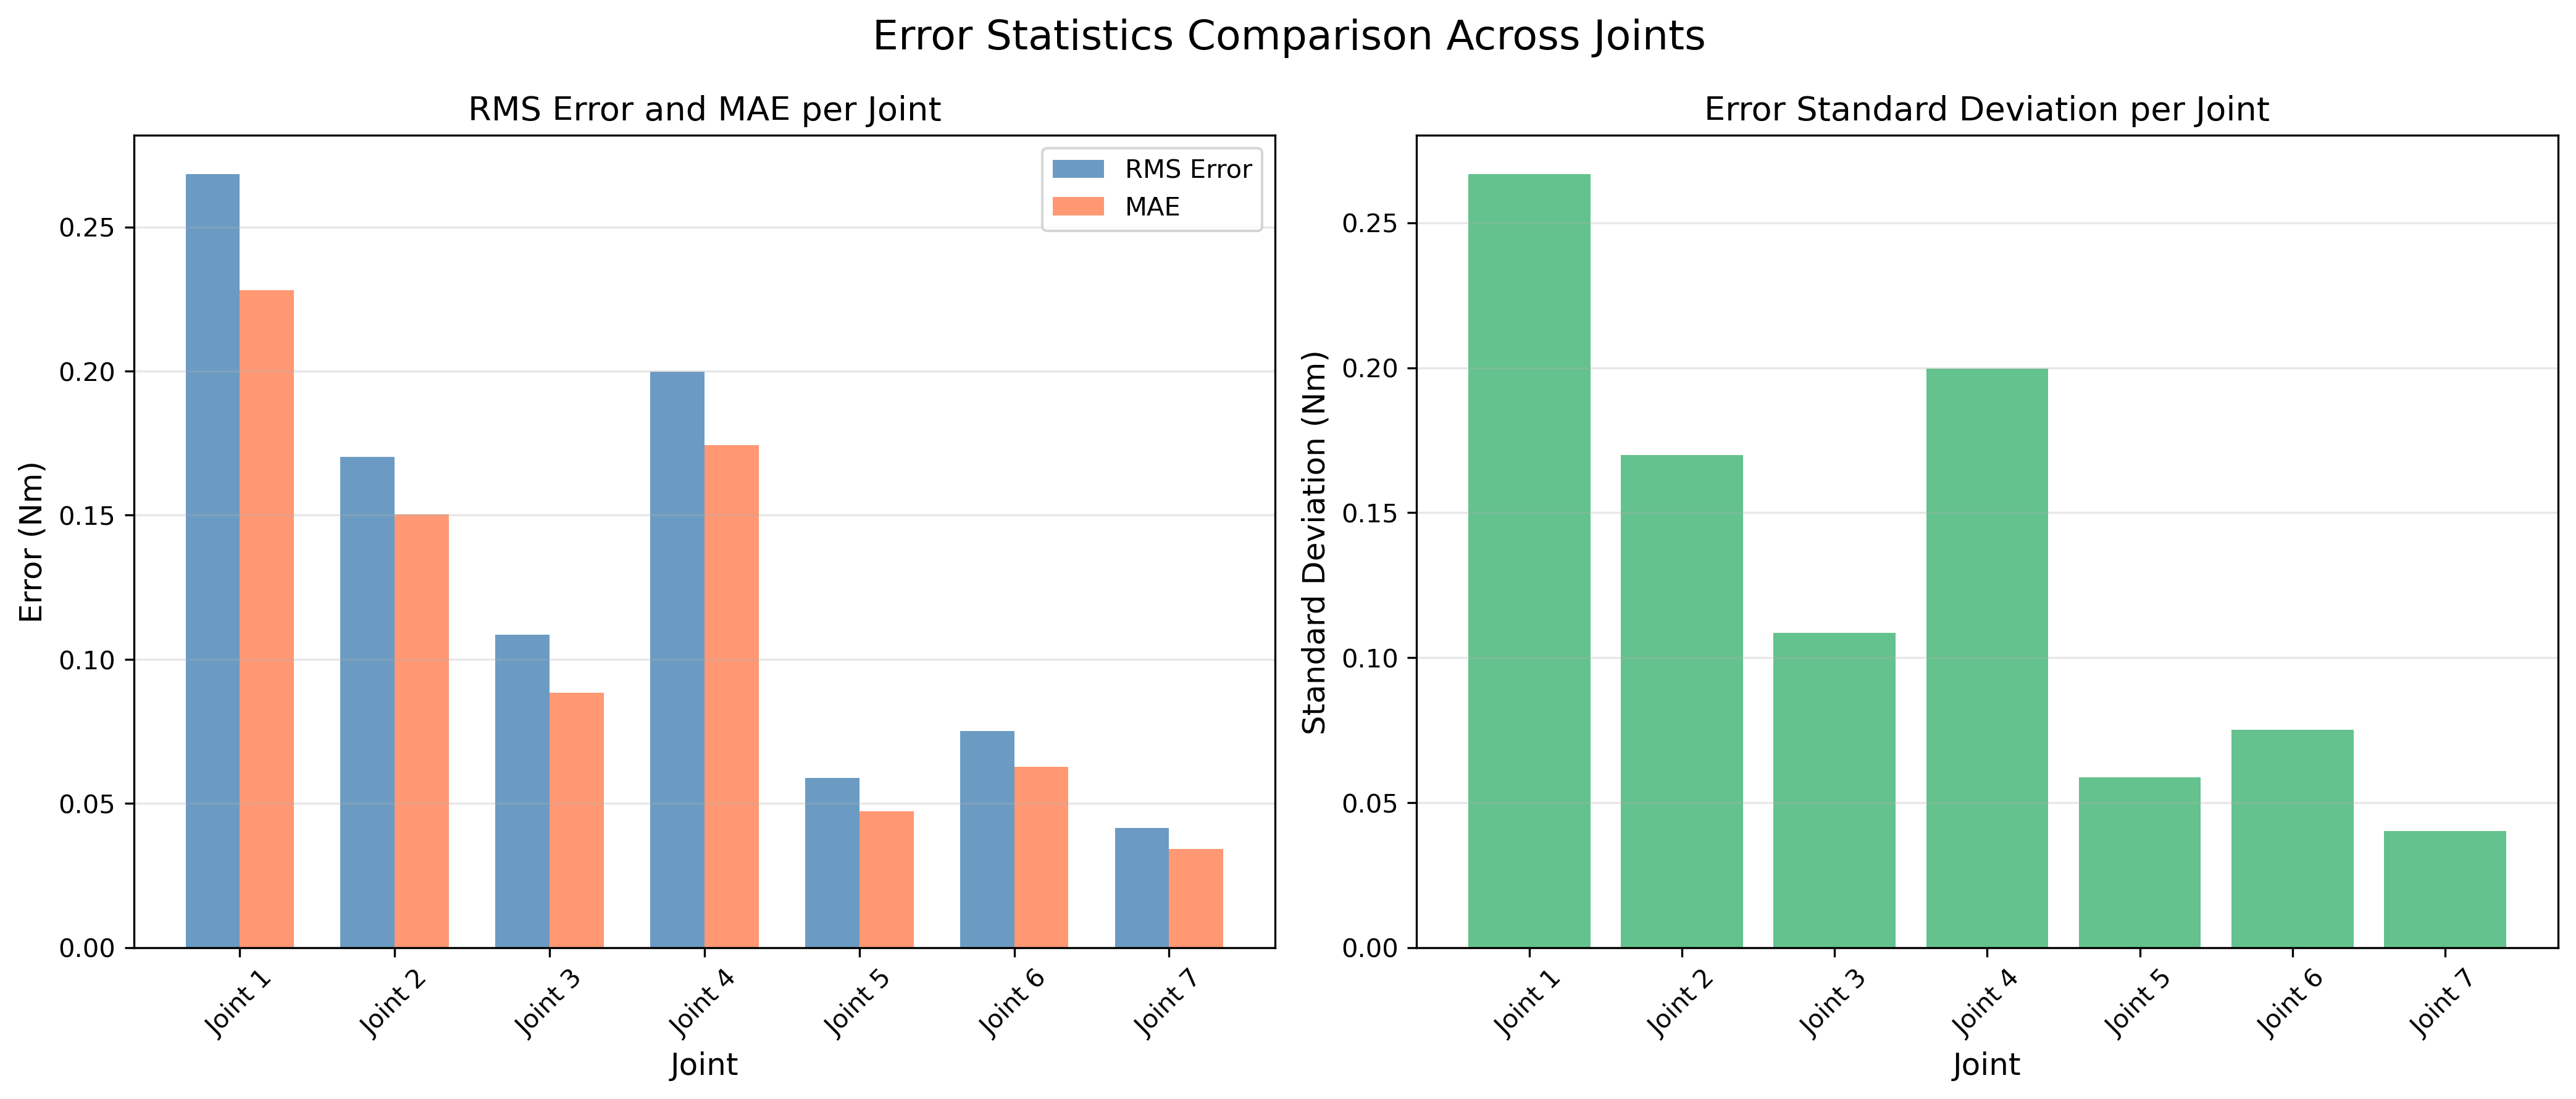 Error Statistics Comparison Across Joints
RMS Error and MAE per Joint
RMS Error
MAE
Error (Nm)
0.25
0.20
0.15
0.10
0.05
0.00
Joint 1
Joint 2
Joint 3
Joint 4
Joint 5
Joint 6
Joint 7
Joint
Error Standard Deviation per Joint
Standard Deviation (Nm)
0.25
0.20
0.15
0.10
0.05
0.00
Joint 1
Joint 2
Joint 3
Joint 4
Joint 5
Joint 6
Joint 7
Joint